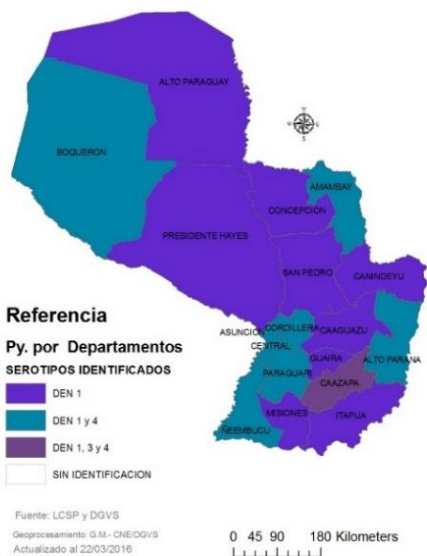 ALTO PARAGUAY
BOQUERON
AMAMBAY
CONCEPCION
PRESIDENTE HAYES
SAN PEDRO
CANINDEYU
ASUNCION
CORDILLERA
CAAGUAZU
CENTRAL
GUAIRA
ALTO PARANA
PARAGUARI
CAAZAPA
MISIONES
ITAPUA
ÑEEMBUCU
Referencia
Py. por Departamentos
SEROTIPOS IDENTIFICADOS
DEN 1
DEN 1 y 4
DEN 1, 3 y 4
SIN IDENTIFICACION
Fuente: LCSP y DGVS
Geoprocesamiento: G.M.- CNE/DGVS
Actualizado al 22/03/2016
0 45 90 180 Kilometers